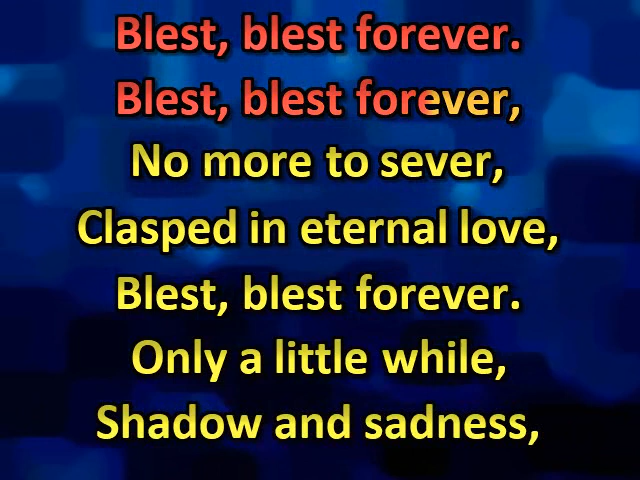 Blest, blest forever.
Blest, blest forever,
No more to sever,
Clasped in eternal love,
Blest, blest forever.
Only a little while,
Shadow and sadness,